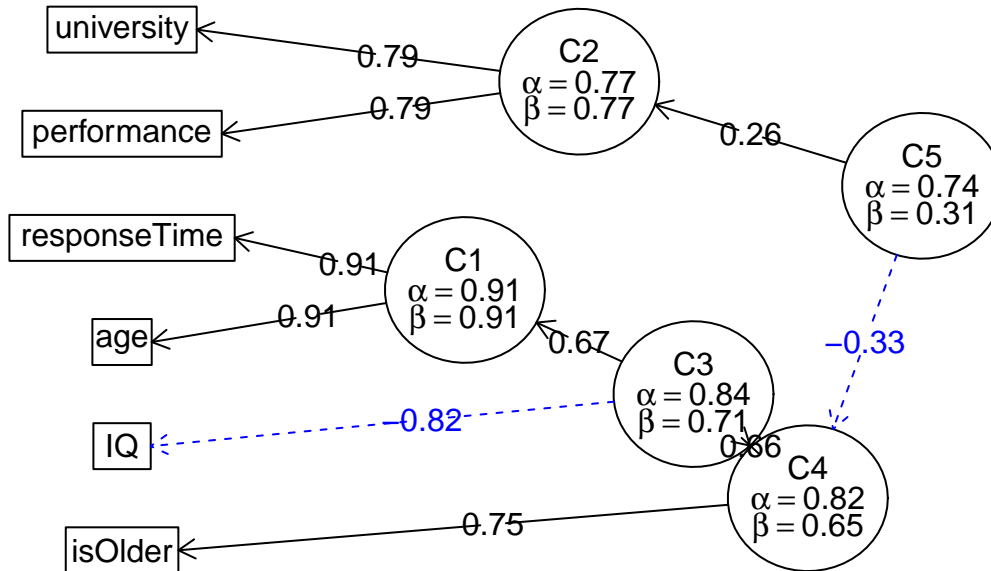 university
performance
responseTime
age
IQ
isOlder
0.79
0.79
0.91
0.91
−0.82
0.75
C2
α = 0.77
β = 0.77
0.26
C5
α = 0.74
β = 0.31
C1
α = 0.91
β = 0.91
0.67
C3
α = 0.84
β = 0.71
0.66
−0.33
C4
α = 0.82
β = 0.65